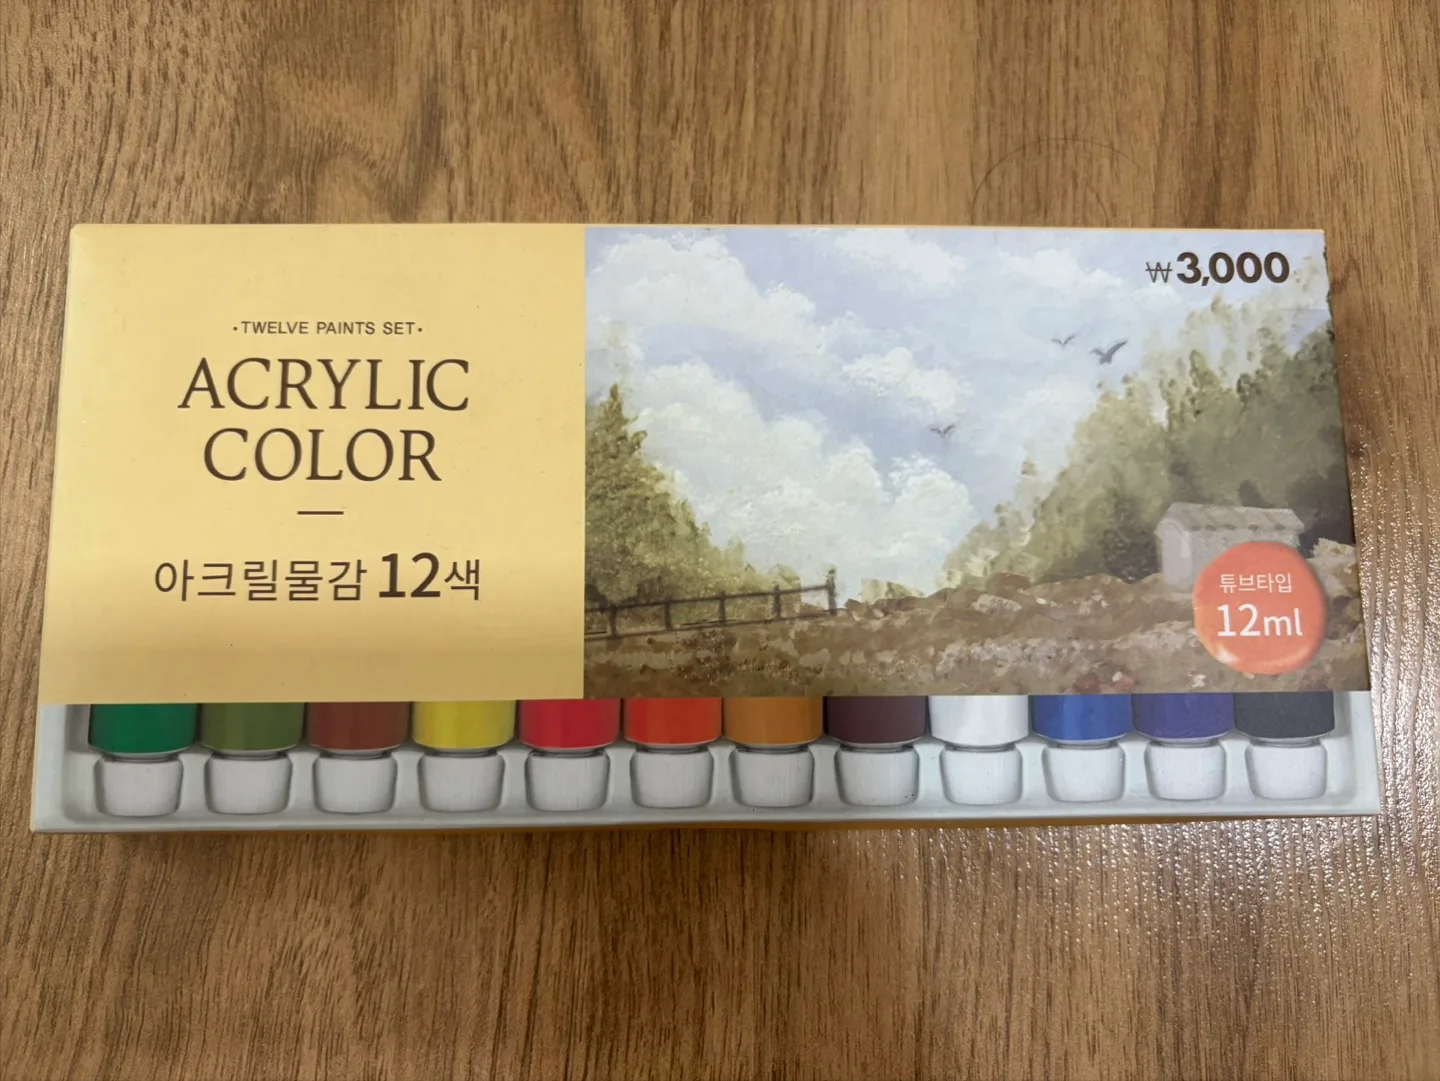 ·TWELVE PAINTS SET·
ACRYLIC
COLOR
아크릴물감 12색
₩3,000
튜브타입
12ml